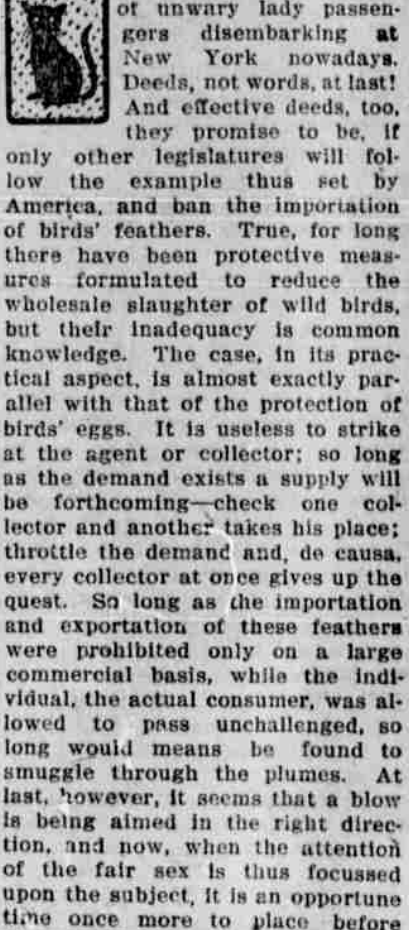 of unwary lady passen-
gers disembarking at
New York nowadays.
Deeds, not words, at last!
And effective deeds, too,
they promise to be, if
only other legislatures will fol-
low the example thus set by
America, and ban the importation
of birds' feathers. True, for long
there have been protective meas-
ures formulated to reduce the
wholesale slaughter of wild birds,
but their inadequacy is common
knowledge. The case, in its prac-
tical aspect, is almost exactly par-
allel with that of the protection of
birds' eggs. It is useless to strike
at the agent or collector; so long
as the demand exists a supply will
be forthcoming—check one col-
lector and another takes his place;
throttle the demand and, de causa,
every collector at once gives up the
quest. So long as the importation
and exportation of these feathers
were prohibited only on a large
commercial basis, while the indi-
vidual, the actual consumer, was al-
lowed to pass unchallenged, so
long would means be found to
smuggle through the plumes. At
last, however, it seems that a blow
is being aimed in the right direc-
tion, and now, when the attention
of the fair sex is thus focussed
upon the subject, it is an opportune
time once more to place before